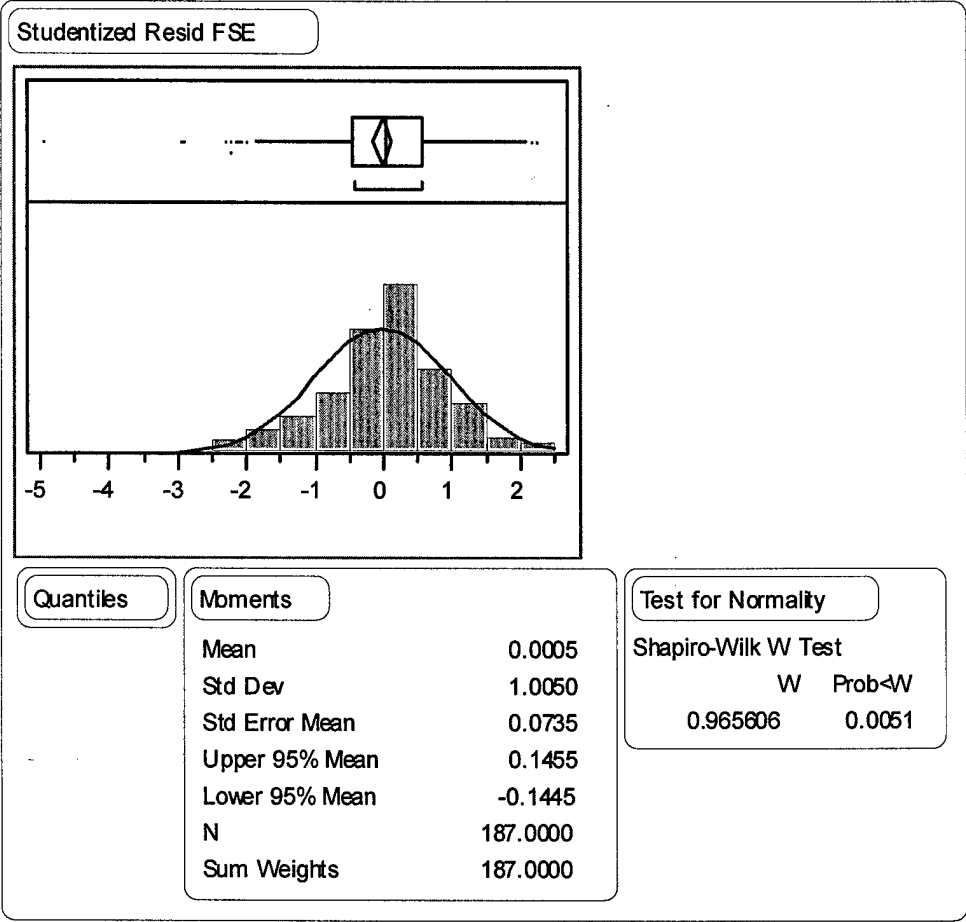 Studentized Resid FSE
-5 -4 -3 -2 -1 0 1 2
Quantiles
Moments
Mean 0.0005
Std Dev 1.0050
Std Error Mean 0.0735
Upper 95% Mean 0.1455
Lower 95% Mean -0.1445
N 187.0000
Sum Weights 187.0000
Test for Normality
Shapiro-Wilk W Test
W Prob<W
0.965606 0.0051